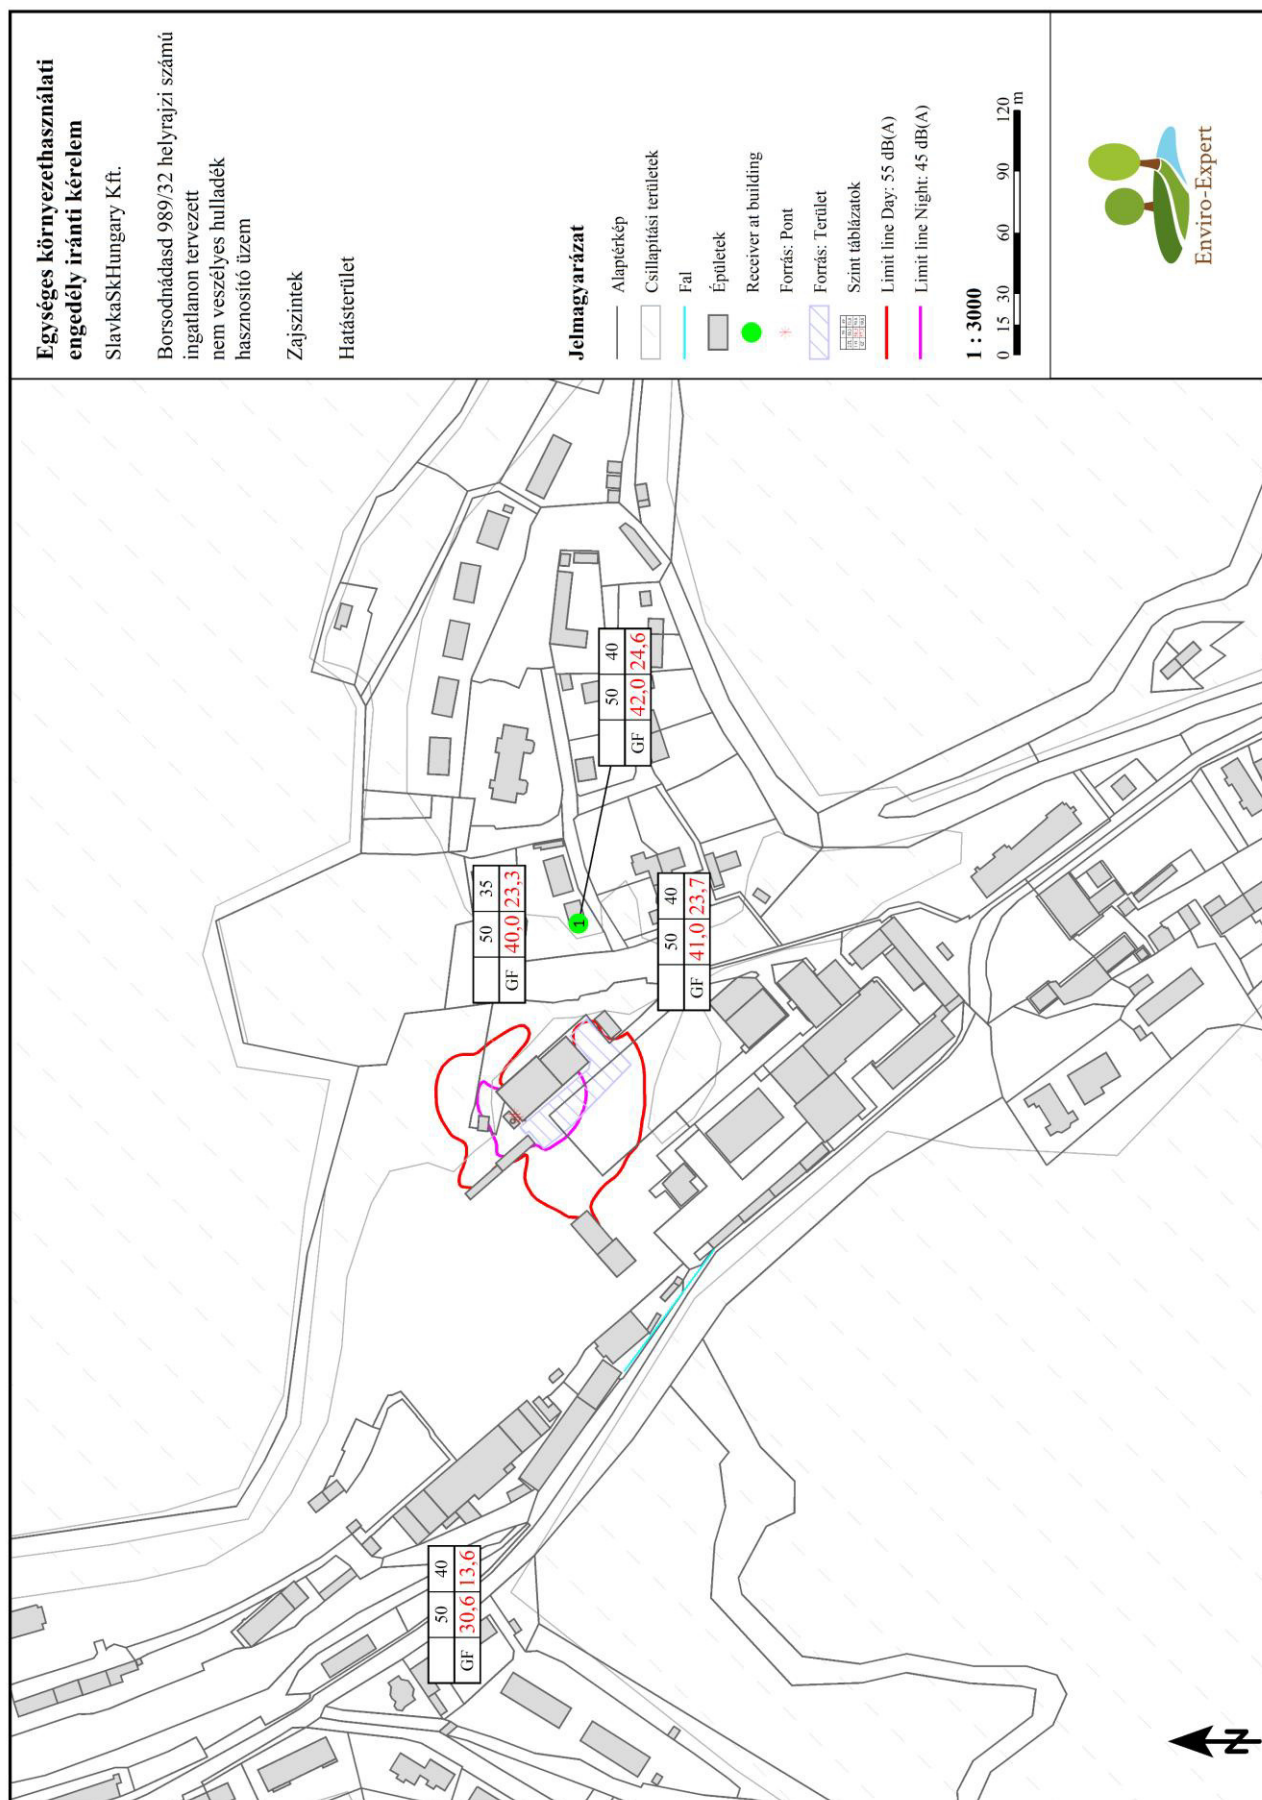 Egységes környezethasználati
engedély iránti kérelem
SlavkaSkHungary Kft.
Borsodnádasd 989/32 helyrajzi számú
ingatlanon tervezett
nem veszélyes hulladék
hasznosító üzem
Zajszintek
Hatásterület
Jelmagyarázat
Alaptérkép
Csillapítási területek
Fal
Épületek
Receiver at building
Forrás: Pont
Forrás: Terület
Szint táblázatok
Limit line Day: 55 dB(A)
Limit line Night: 45 dB(A)
1 : 3000
0 15 30 60 90 120
m
Enviro-Expert
50 40
GF 30,6 13,6
50 35
GF 40,0 23,3
50 40
GF 42,0 24,6
50 40
GF 41,0 23,7
1
N